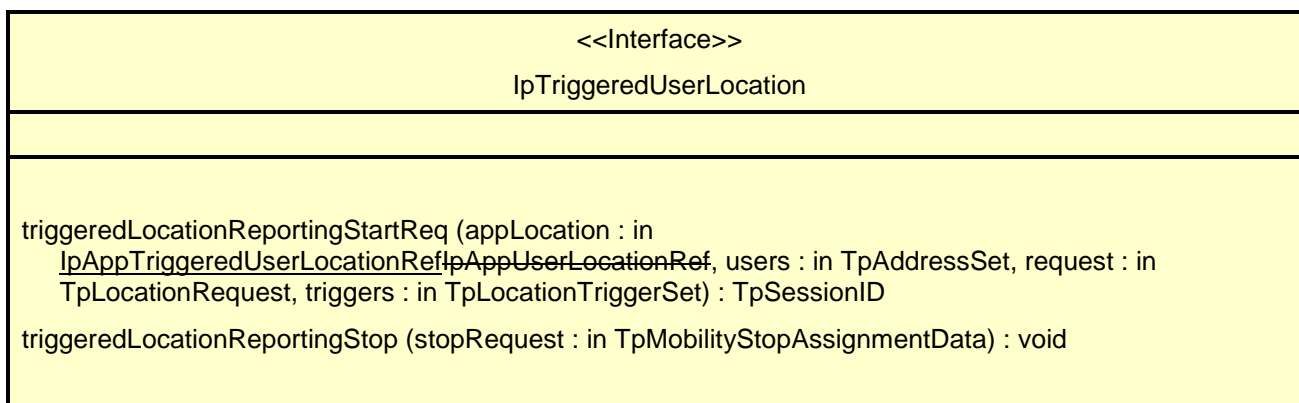 <<Interface>>
IpTriggeredUserLocation
triggeredLocationReportingStartReq (appLocation : in
IpAppTriggeredUserLocationRefIpAppUserLocationRef, users : in TpAddressSet, request : in
TpLocationRequest, triggers : in TpLocationTriggerSet) : TpSessionID
triggeredLocationReportingStop (stopRequest : in TpMobilityStopAssignmentData) : void